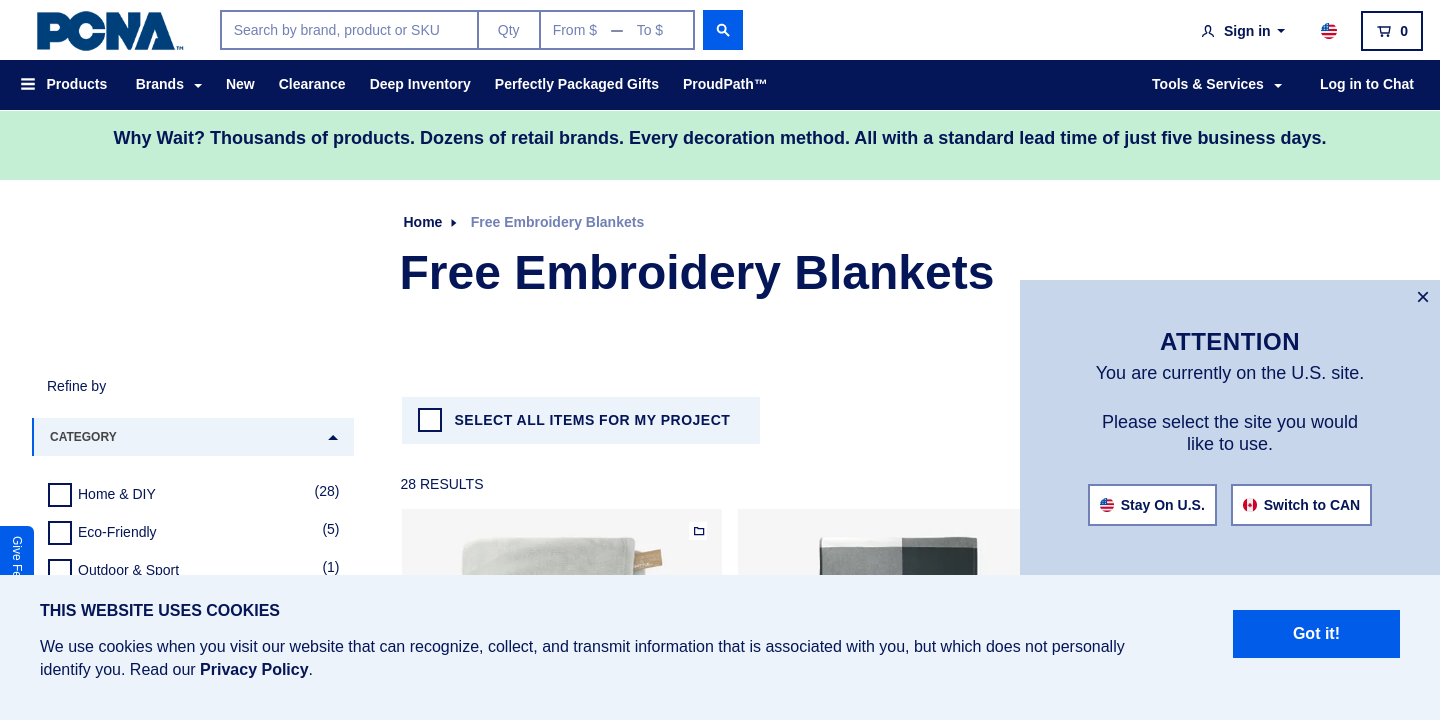 PCNA™
Search by brand, product or SKU Qty From $ — To $
Sign in 0
Products Brands New Clearance Deep Inventory Perfectly Packaged Gifts ProudPath™ Tools & Services Log in to Chat
Why Wait? Thousands of products. Dozens of retail brands. Every decoration method. All with a standard lead time of just five business days.
Home Free Embroidery Blankets
Free Embroidery Blankets
ATTENTION
You are currently on the U.S. site.
Please select the site you would
like to use.
Stay On U.S. Switch to CAN
Refine by
CATEGORY
Home & DIY (28)
Eco-Friendly (5)
Outdoor & Sport (1)
SELECT ALL ITEMS FOR MY PROJECT
28 RESULTS
Give Fe
THIS WEBSITE USES COOKIES
We use cookies when you visit our website that can recognize, collect, and transmit information that is associated with you, but which does not personally
identify you. Read our Privacy Policy.
Got it!